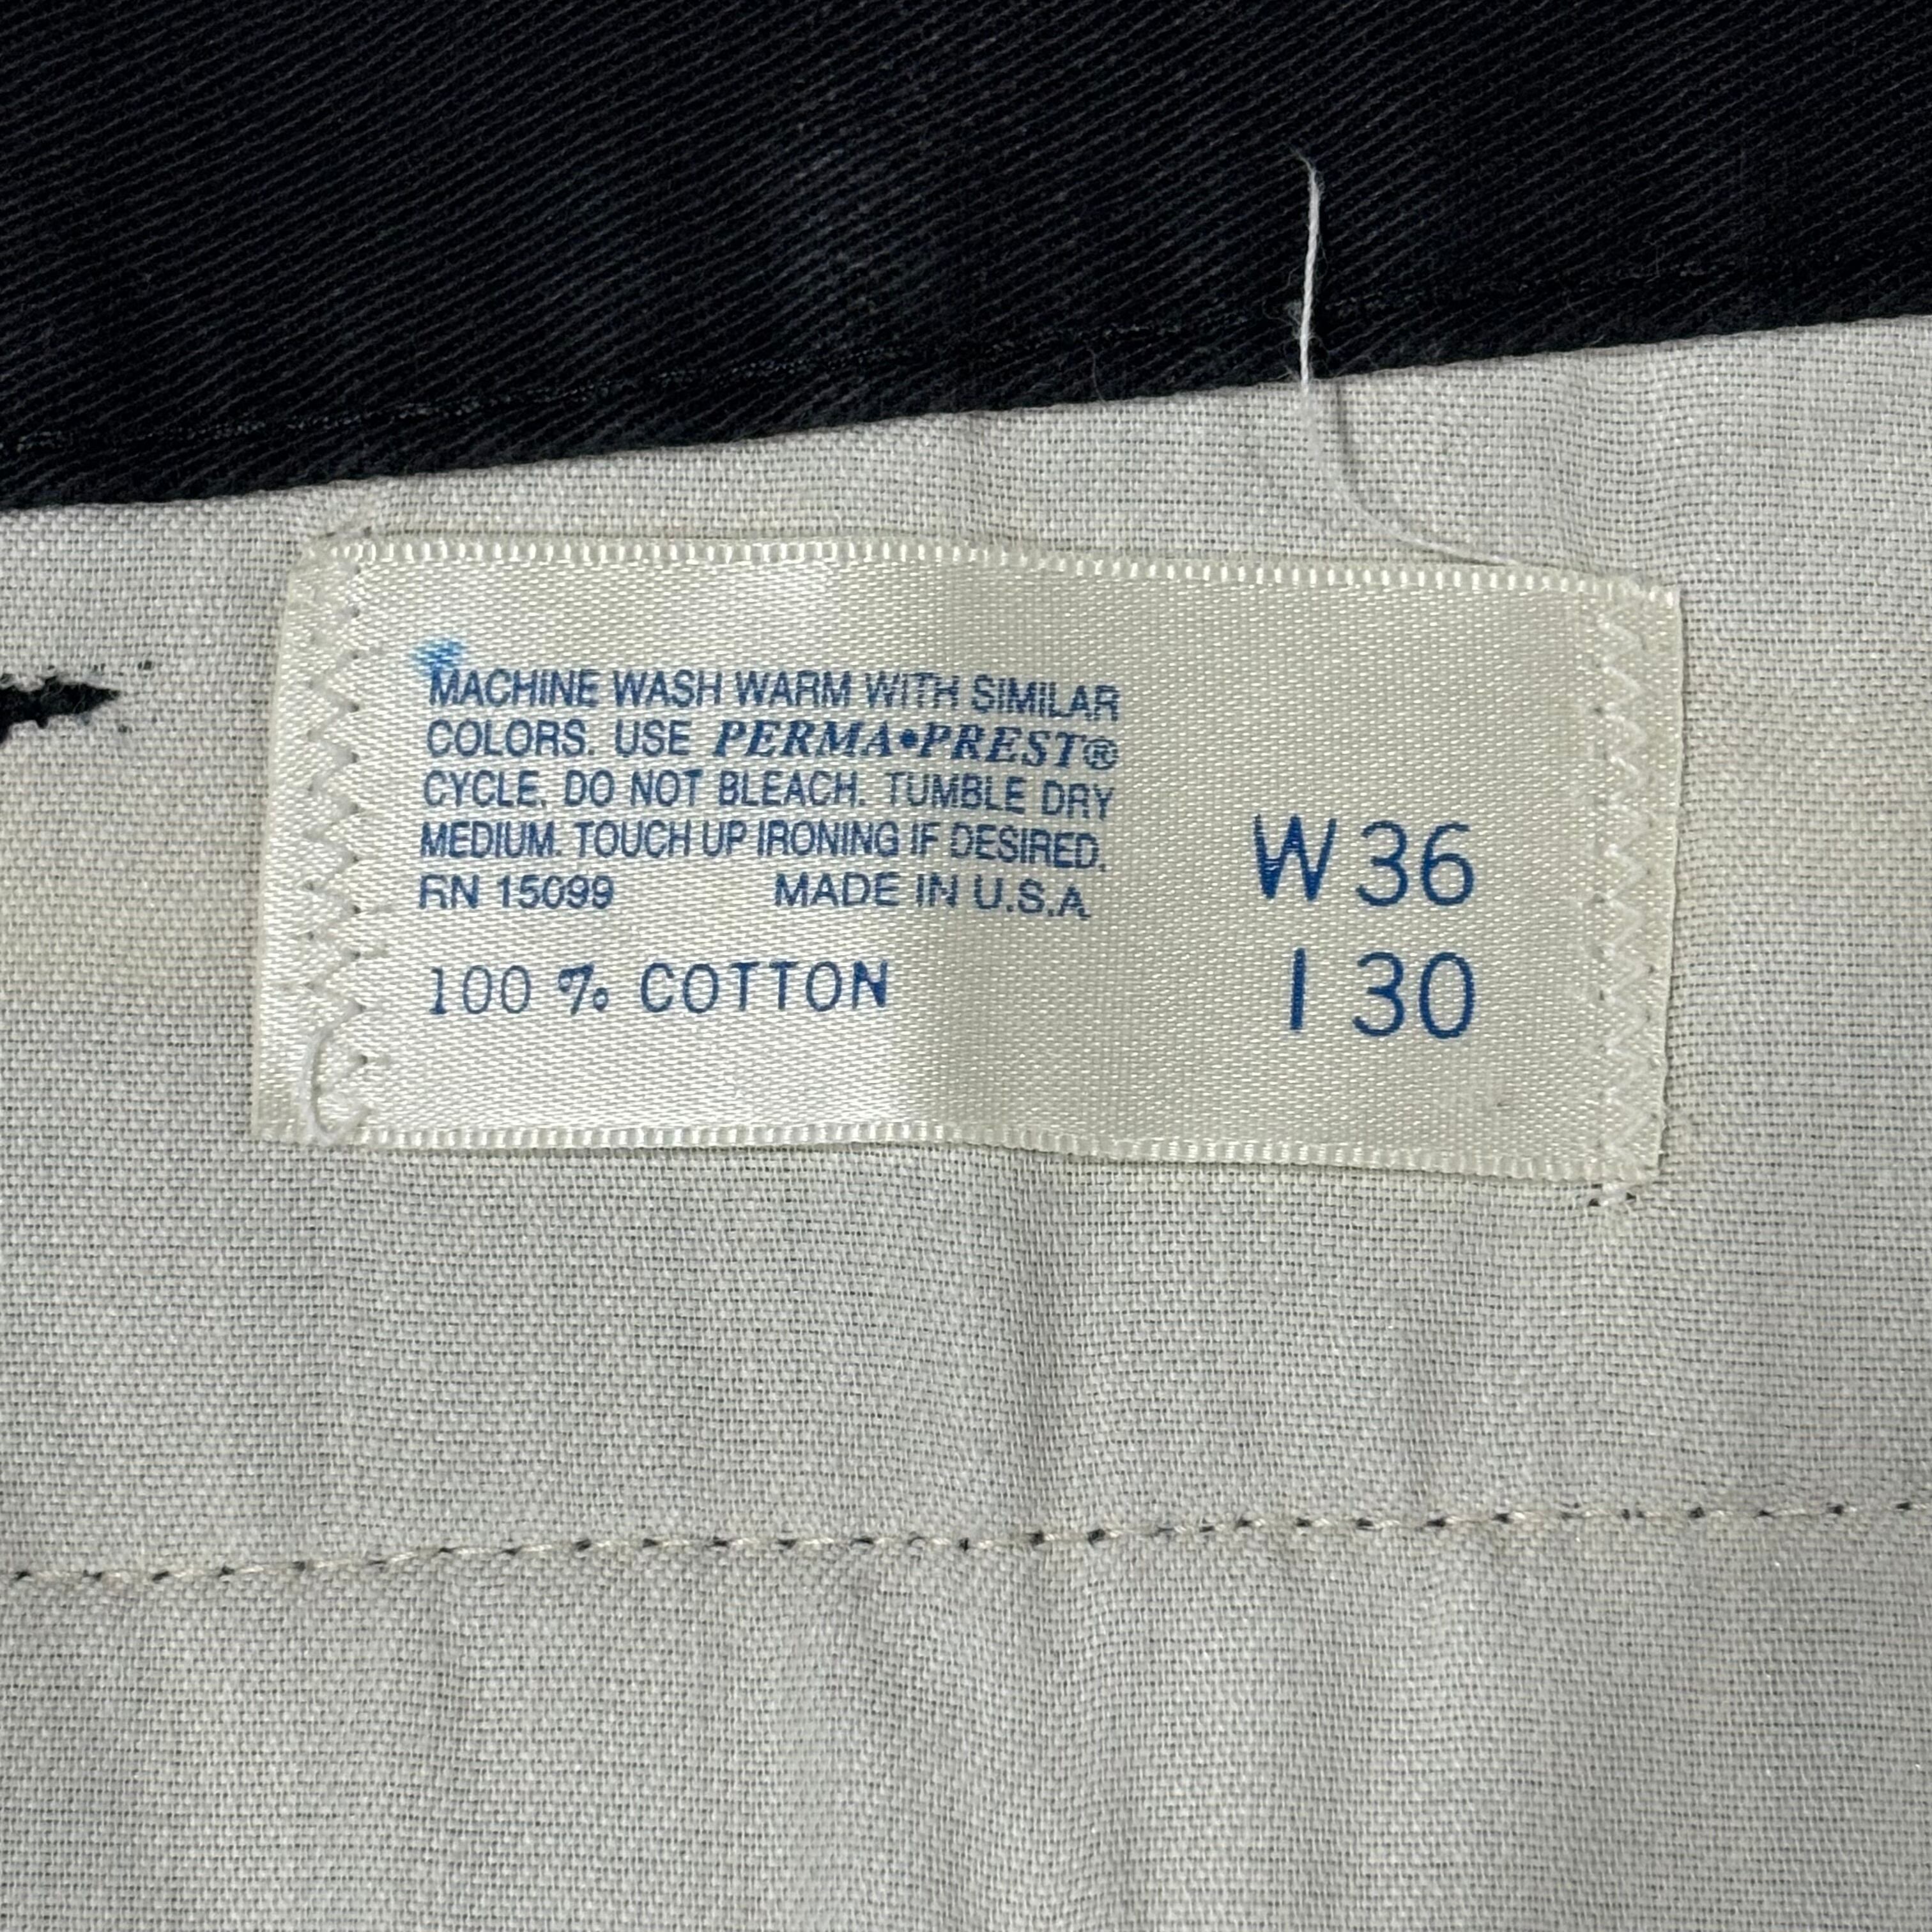 MACHINE WASH WARM WITH SIMILAR
COLORS. USE PERMA•PREST®
CYCLE. DO NOT BLEACH. TUMBLE DRY
MEDIUM. TOUCH UP IRONING IF DESIRED.
RN 15099 MADE IN U.S.A.
100 % COTTON
W 36
I 30